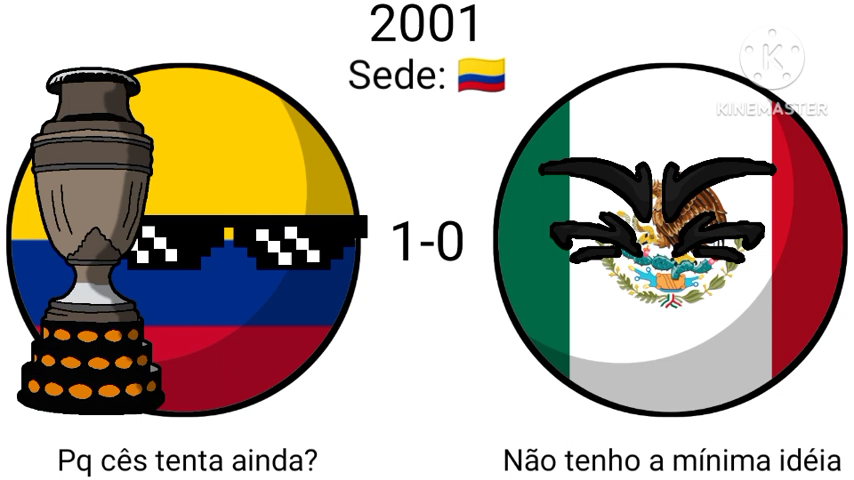 2001
Sede:
K
KINEMASTER
1-0
Pq cês tenta ainda?
Não tenho a mínima idéia